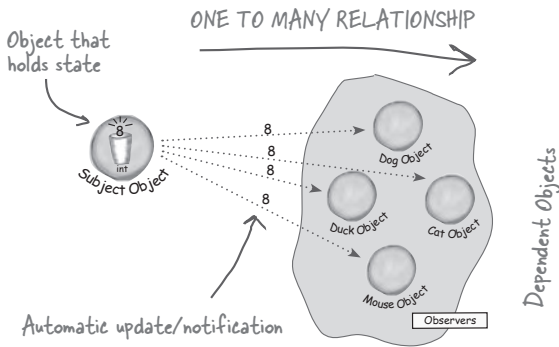 ONE TO MANY RELATIONSHIP
Object that
holds state
8
int
Subject Object
8
8
8
8
Dog Object
Duck Object
Cat Object
Mouse Object
Observers
Automatic update/notification
Dependent Objects